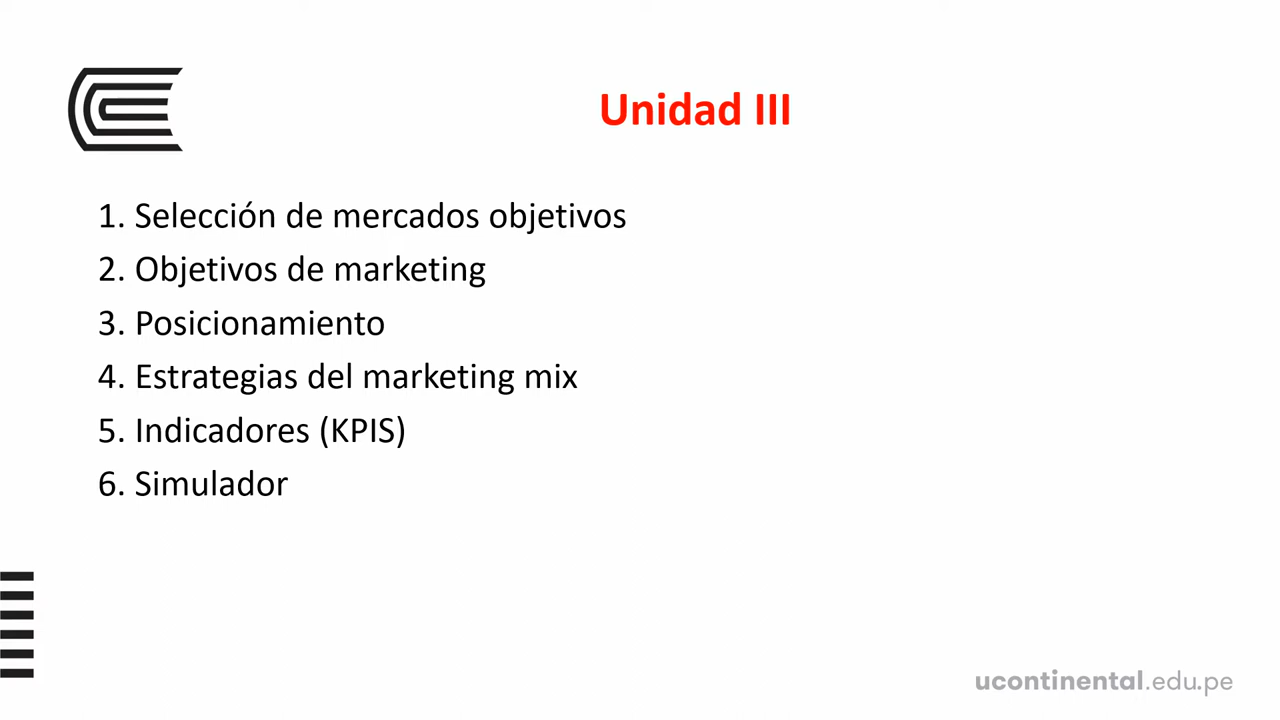 Unidad III
1. Selección de mercados objetivos
2. Objetivos de marketing
3. Posicionamiento
4. Estrategias del marketing mix
5. Indicadores (KPIS)
6. Simulador
ucontinental.edu.pe